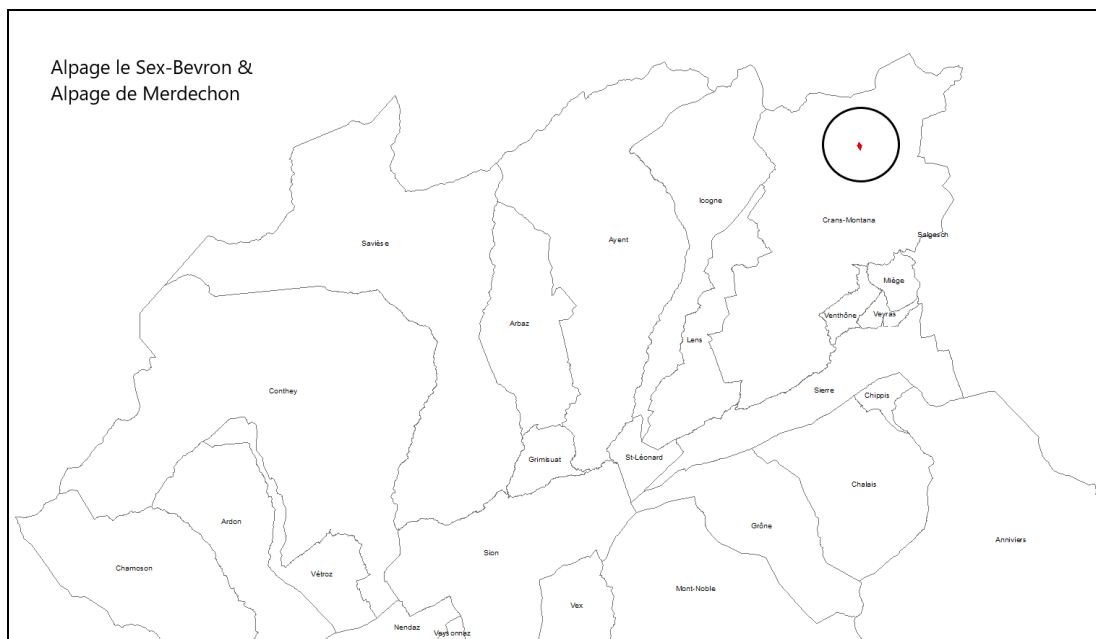 Alpage le Sex-Bevron &
Alpage de Merdechon
Icogne
Crans-Montana
Salgesch
Savièse
Ayent
Miège
Venthône
Veyras
Arbaz
Lens
Conthey
Sierre
Chippis
Grimisuat
St-Léonard
Chalais
Ardon
Grône
Anniviers
Sion
Chamoson
Vétroz
Mont-Noble
Vex
Nendaz
Veysonnaz